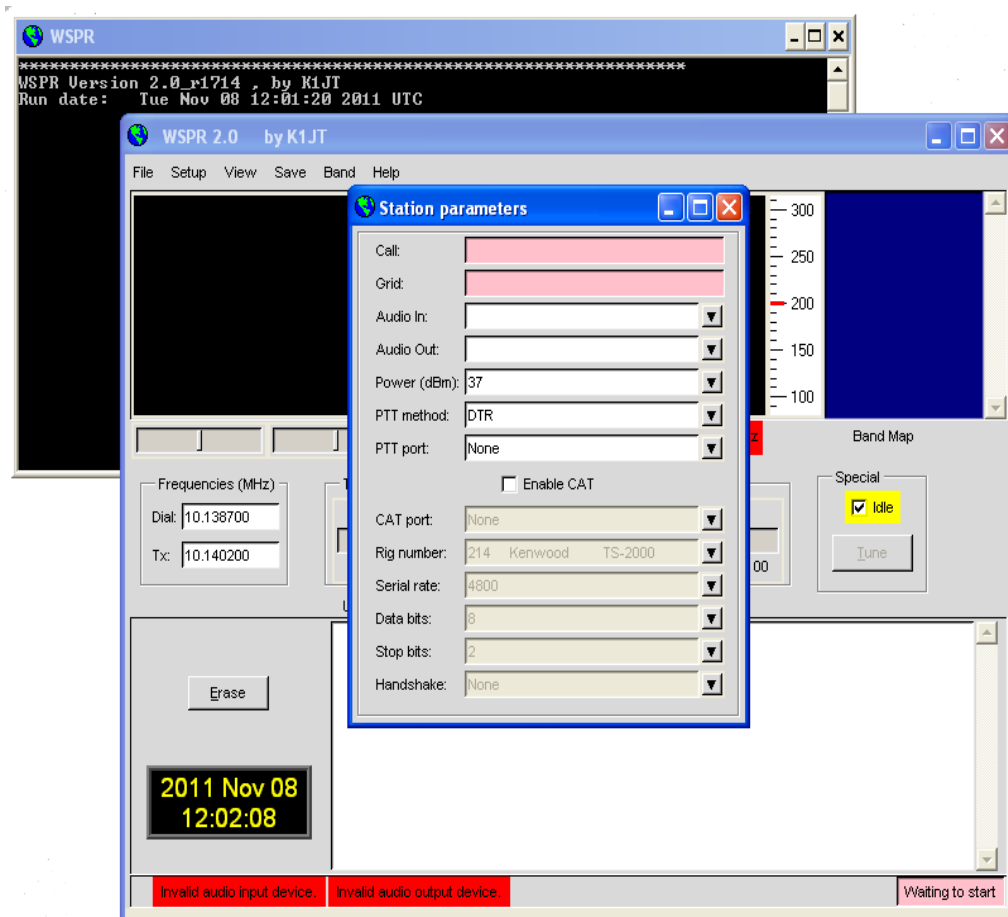 WSPR
*****************************************************************
WSPR Version 2.0_r1714 , by K1JT
Run date: Tue Nov 08 12:01:20 2011 UTC
WSPR 2.0 by K1JT
File Setup View Save Band Help
Station parameters
Call:
Grid:
Audio In:
Audio Out:
Power (dBm): 37
PTT method: DTR
PTT port: None
Enable CAT
CAT port: None
Rig number: 214 Kenwood TS-2000
Serial rate: 4800
Data bits: 8
Stop bits: 2
Handshake: None
300
250
200
150
100
Band Map
Frequencies (MHz)
Dial: 10.138700
Tx: 10.140200
00
Special
Idle
Tune
Erase
2011 Nov 08
12:02:08
Invalid audio input device. Invalid audio output device. Waiting to start